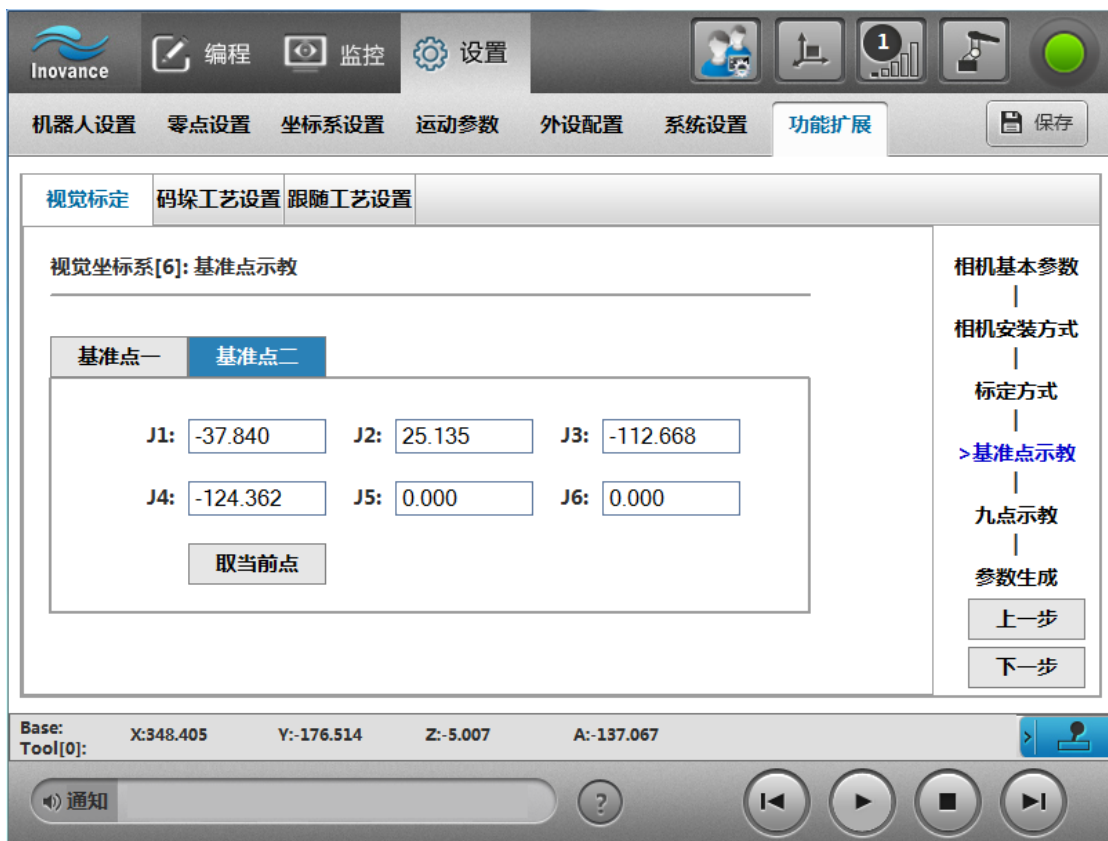 Inovance 编程 监控 设置 1
机器人设置 零点设置 坐标系设置 运动参数 外设配置 系统设置 功能扩展 保存
视觉标定 码垛工艺设置 跟随工艺设置
视觉坐标系[6]: 基准点示教
基准点一 基准点二
J1: -37.840 J2: 25.135 J3: -112.668
J4: -124.362 J5: 0.000 J6: 0.000
取当前点
相机基本参数
|
相机安装方式
|
标定方式
|
>基准点示教
|
九点示教
|
参数生成
上一步
下一步
Base: X:348.405 Y:-176.514 Z:-5.007 A:-137.067
Tool[0]:
>
通知 ?